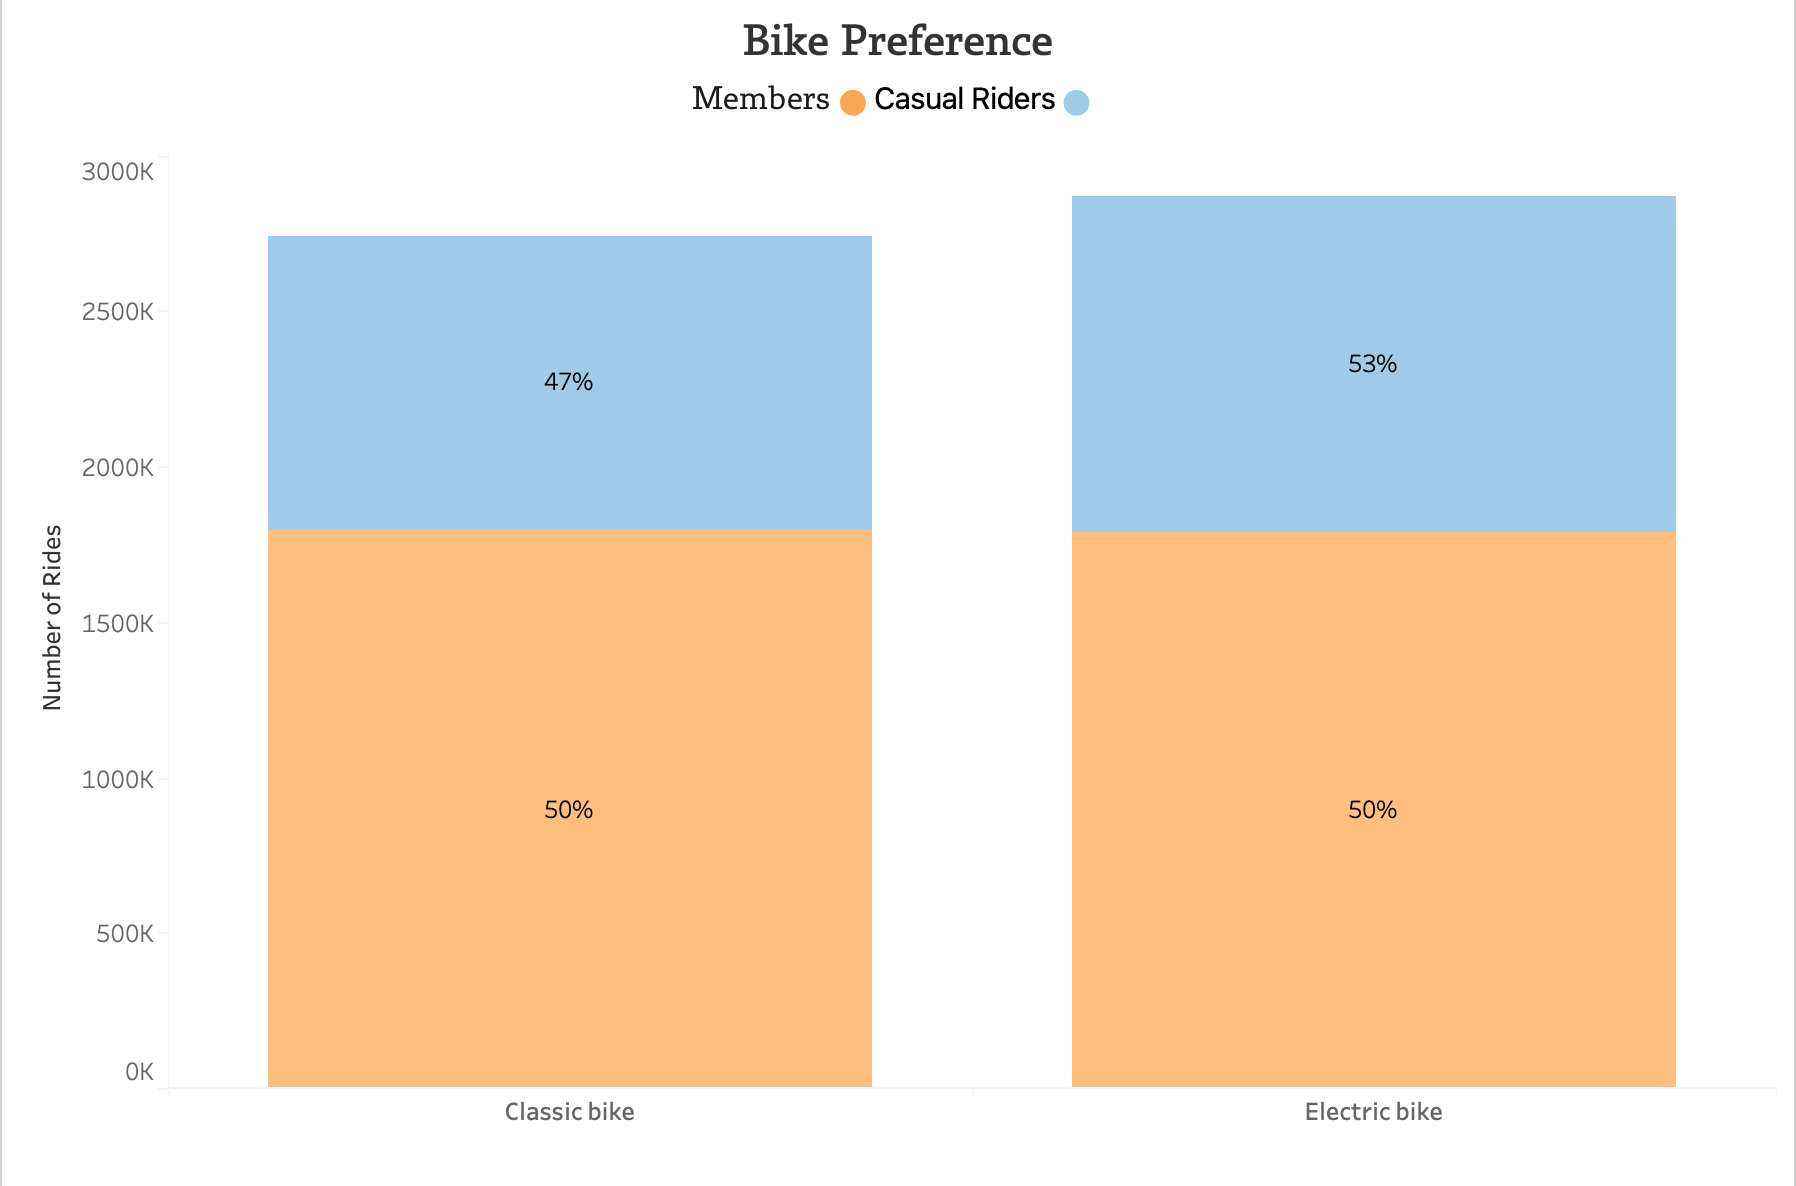 Bike Preference
Members Casual Riders
3000K
2500K
2000K
1500K
1000K
500K
0K
Number of Rides
47%
53%
50%
50%
Classic bike
Electric bike